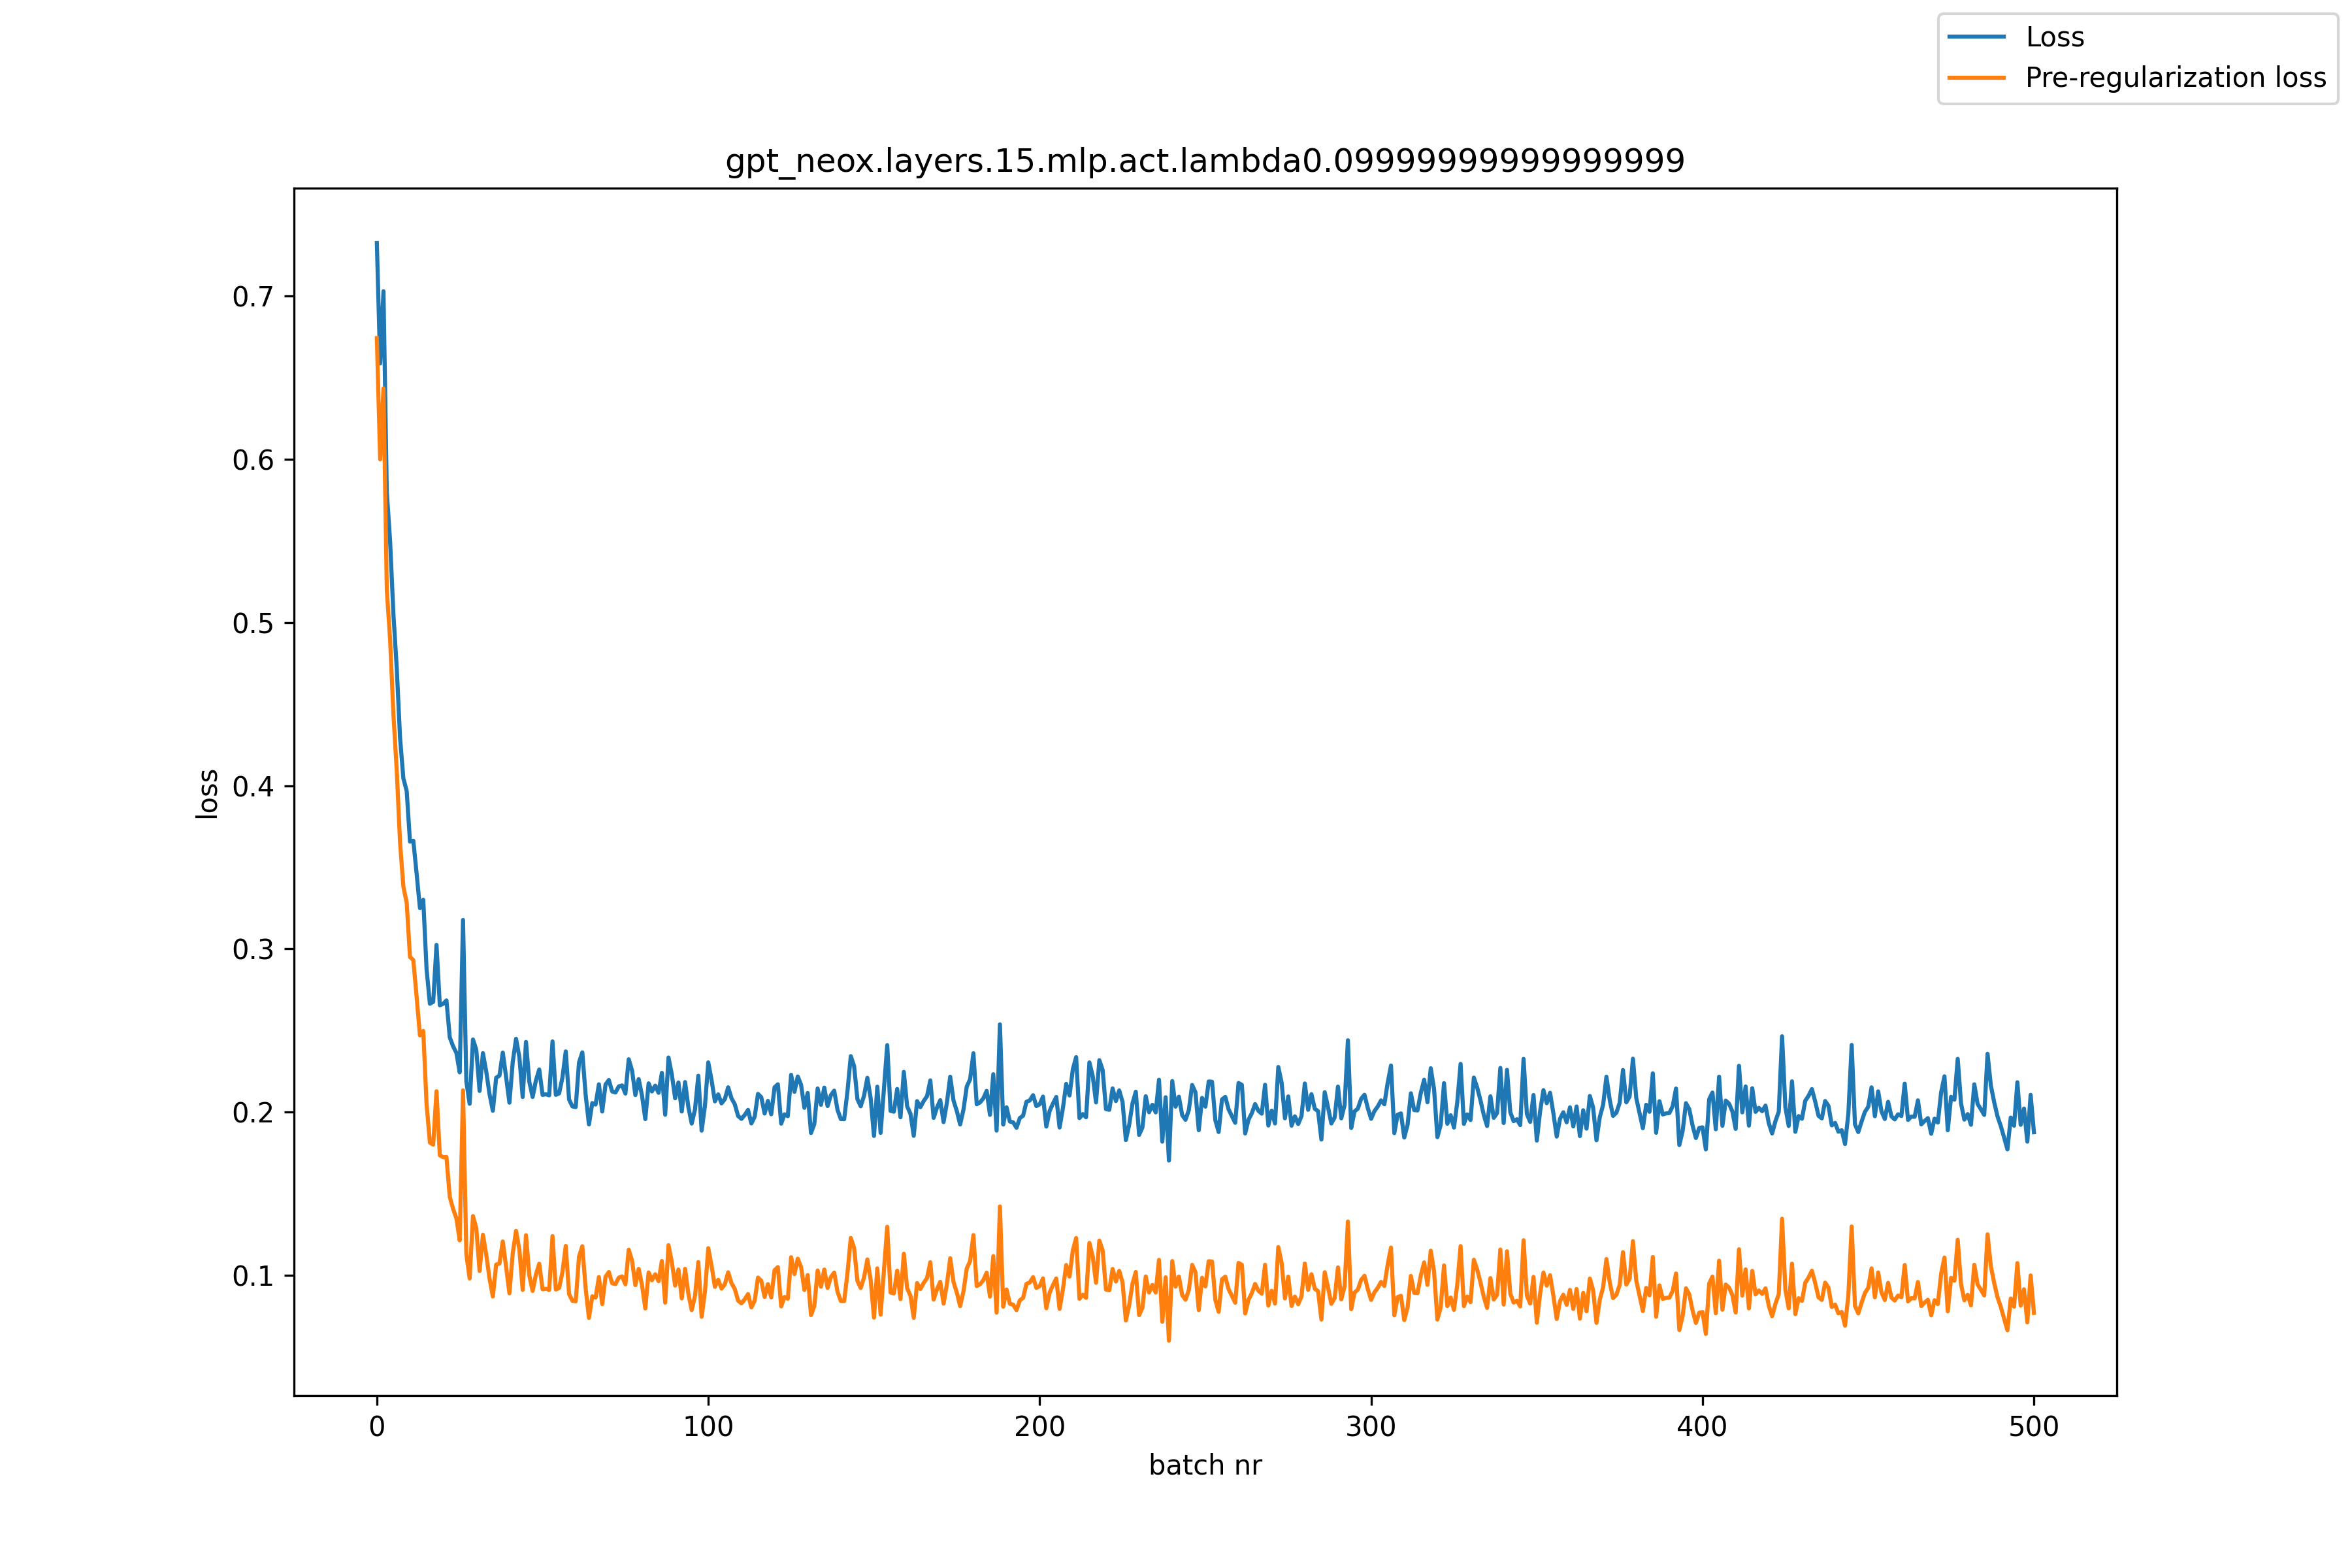 Loss
Pre-regularization loss
gpt_neox.layers.15.mlp.act.lambda0.09999999999999999
0.7
0.6
0.5
0.4
0.3
0.2
0.1
loss
0
100
200
300
400
500
batch nr